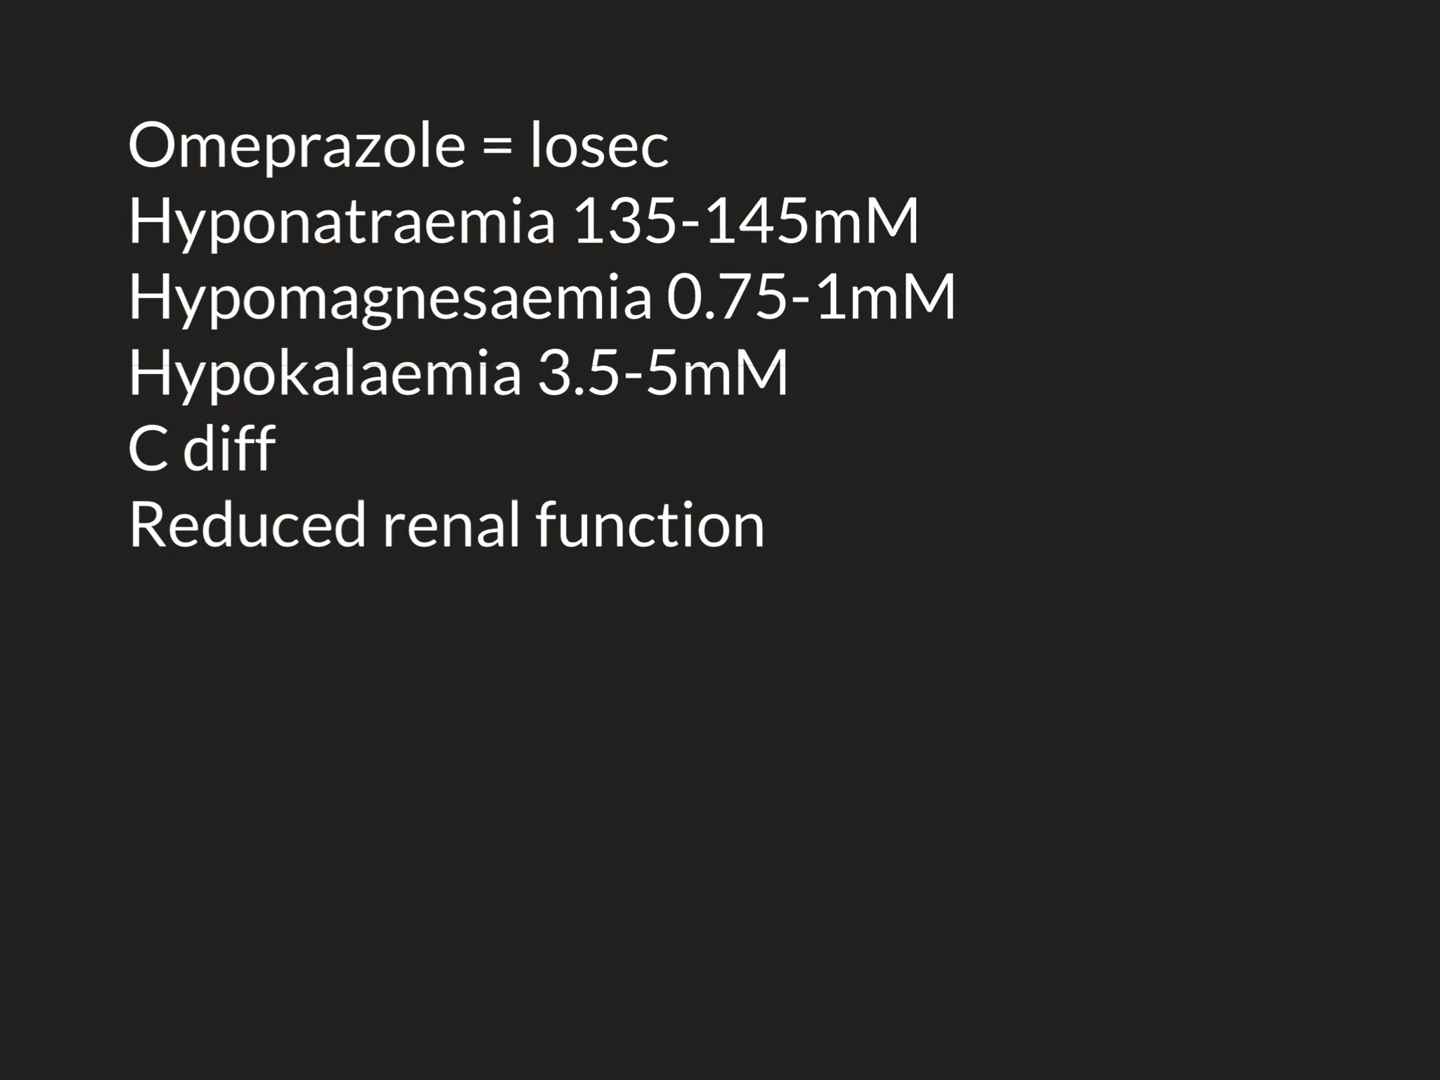 Omeprazole = losec
Hyponatraemia 135-145mM
Hypomagnesaemia 0.75-1mM
Hypokalaemia 3.5-5mM
C diff
Reduced renal function